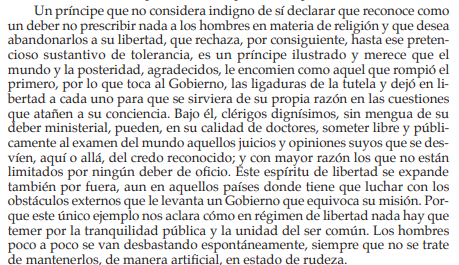 Un príncipe que no considera indigno de sí declarar que reconoce como
un deber no prescribir nada a los hombres en materia de religión y que desea
abandonarlos a su libertad, que rechaza, por consiguiente, hasta ese preten-
cioso sustantivo de tolerancia, es un príncipe ilustrado y merece que el
mundo y la posteridad, agradecidos, le encomien como aquel que rompió el
primero, por lo que toca al Gobierno, las ligaduras de la tutela y dejó en li-
bertad a cada uno para que se sirviera de su propia razón en las cuestiones
que atañen a su conciencia. Bajo él, clérigos dignísimos, sin mengua de su
deber ministerial, pueden, en su calidad de doctores, someter libre y públi-
camente al examen del mundo aquellos juicios y opiniones suyos que se des-
víen, aquí o allá, del credo reconocido; y con mayor razón los que no están
limitados por ningún deber de oficio. Este espíritu de libertad se expande
también por fuera, aun en aquellos países donde tiene que luchar con los
obstáculos externos que le levanta un Gobierno que equivoca su misión. Por-
que este único ejemplo nos aclara cómo en régimen de libertad nada hay que
temer por la tranquilidad pública y la unidad del ser común. Los hombres
poco a poco se van desbastando espontáneamente, siempre que no se trate
de mantenerlos, de manera artificial, en estado de rudeza.